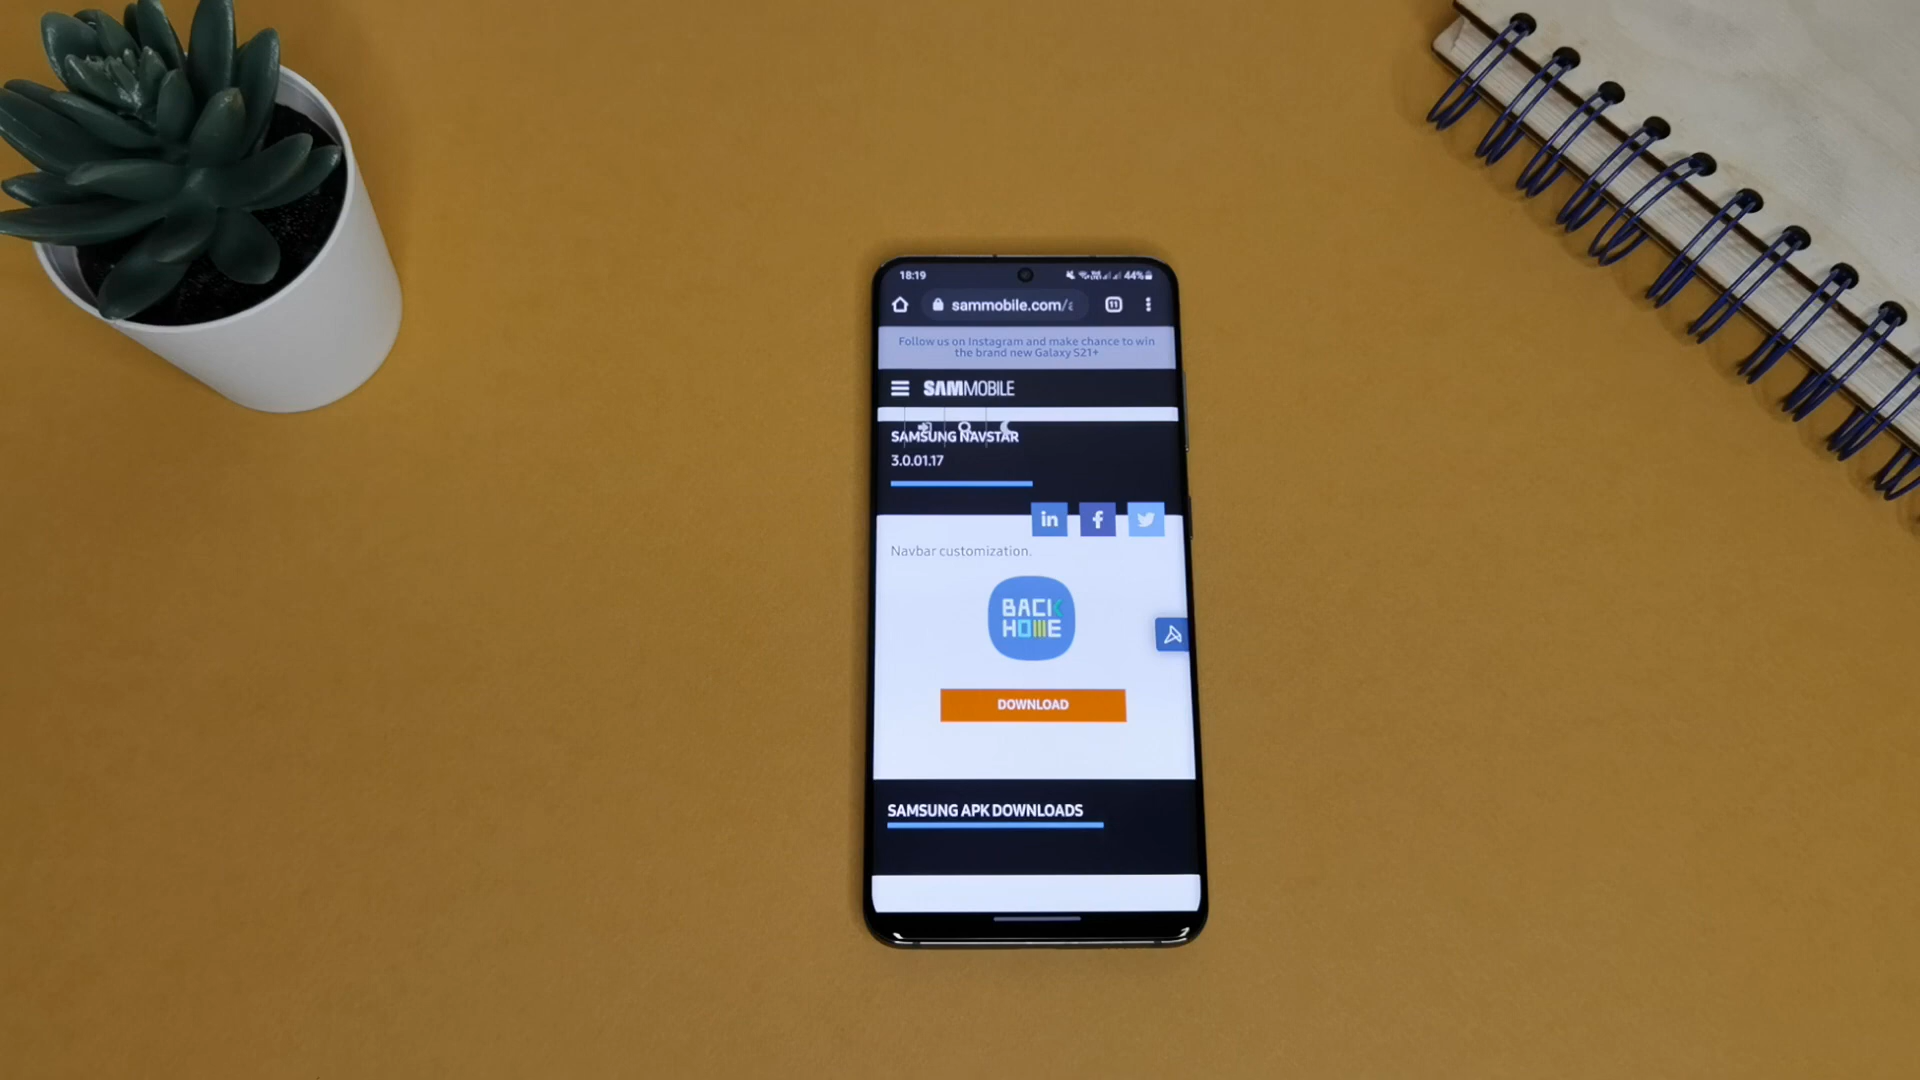 18:19
44%
sammobile.com/a
11
Follow us on Instagram and make chance to win
the brand new Galaxy S21+
SAMMOBILE
SAMSUNG NAVSTAR
3.0.01.17
in f
Navbar customization.
BACK
HOME
DOWNLOAD
SAMSUNG APK DOWNLOADS